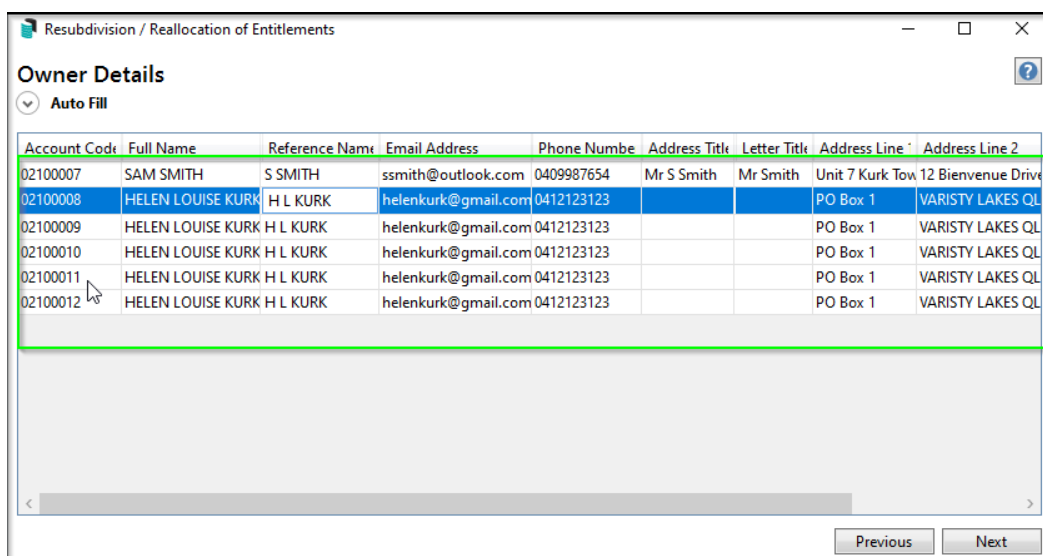 Resubdivision / Reallocation of Entitlements
Owner Details
Auto Fill
Account Code Full Name Reference Name Email Address Phone Numbe Address Title Letter Title Address Line 1 Address Line 2
02100007 SAM SMITH S SMITH ssmith@outlook.com 0409987654 Mr S Smith Mr Smith Unit 7 Kurk Tow 12 Bienvenue Drive
02100008 HELEN LOUISE KURK H L KURK helenkurk@gmail.com 0412123123 PO Box 1 VARISTY LAKES QL
02100009 HELEN LOUISE KURK H L KURK helenkurk@gmail.com 0412123123 PO Box 1 VARISTY LAKES QL
02100010 HELEN LOUISE KURK H L KURK helenkurk@gmail.com 0412123123 PO Box 1 VARISTY LAKES QL
02100011 HELEN LOUISE KURK H L KURK helenkurk@gmail.com 0412123123 PO Box 1 VARISTY LAKES QL
02100012 HELEN LOUISE KURK H L KURK helenkurk@gmail.com 0412123123 PO Box 1 VARISTY LAKES QL
Previous Next